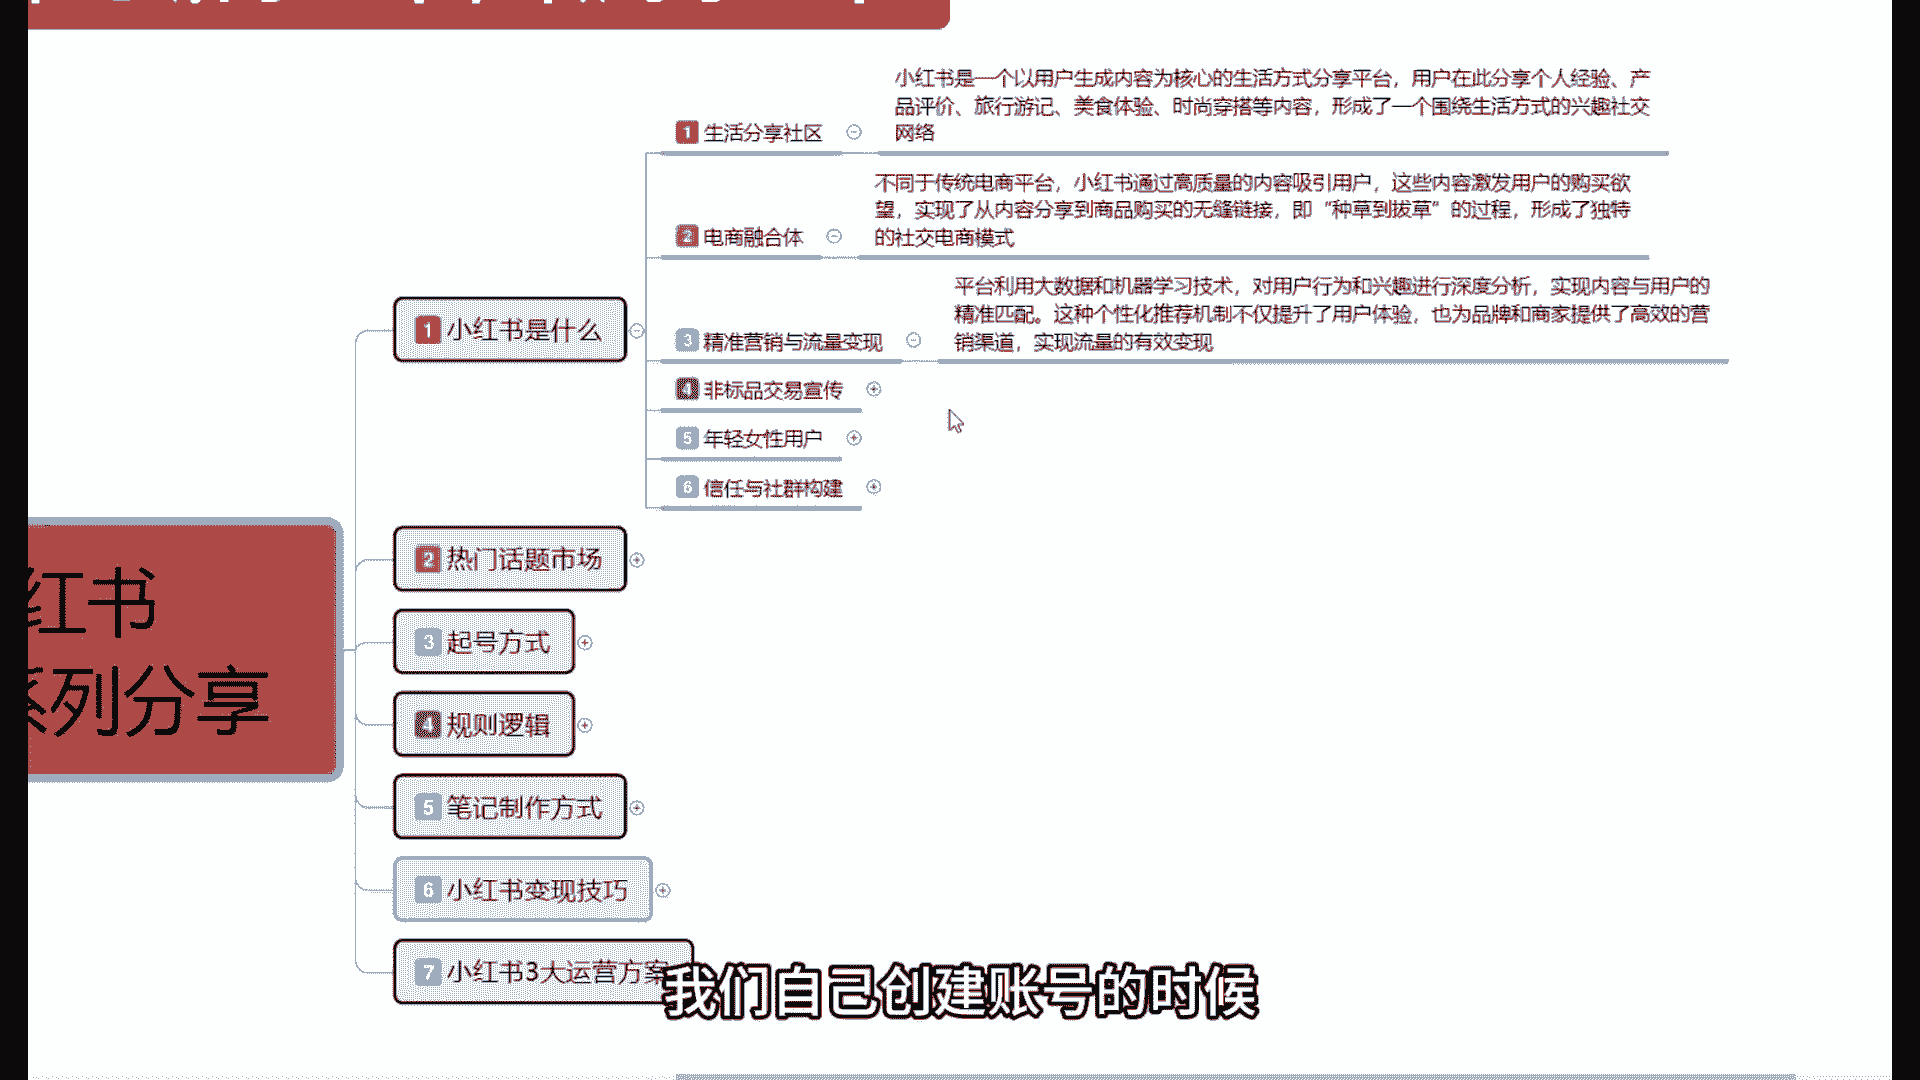 小红书是一个以用户生成内容为核心的生活方式分享平台，用户在此分享个人经验、产
品评价、旅行游记、美食体验、时尚穿搭等内容，形成了一个围绕生活方式的兴趣社交
网络
1 生活分享社区
不同于传统电商平台，小红书通过高质量的内容吸引用户，这些内容激发用户的购买欲
望，实现了从内容分享到商品购买的无缝链接，即“种草到拔草”的过程，形成了独特
的社交电商模式
2 电商融合体
平台利用大数据和机器学习技术，对用户行为和兴趣进行深度分析，实现内容与用户的
精准匹配。这种个性化推荐机制不仅提升了用户体验，也为品牌和商家提供了高效的营
销渠道，实现流量的有效变现
3 精准营销与流量变现
1 小红书是什么
4 非标品交易宣传
5 年轻女性用户
6 信任与社群构建
2 热门话题市场
红书
系列分享
3 起号方式
4 规则逻辑
5 笔记制作方式
6 小红书变现技巧
7 小红书3大运营方案
我们自己创建账号的时候